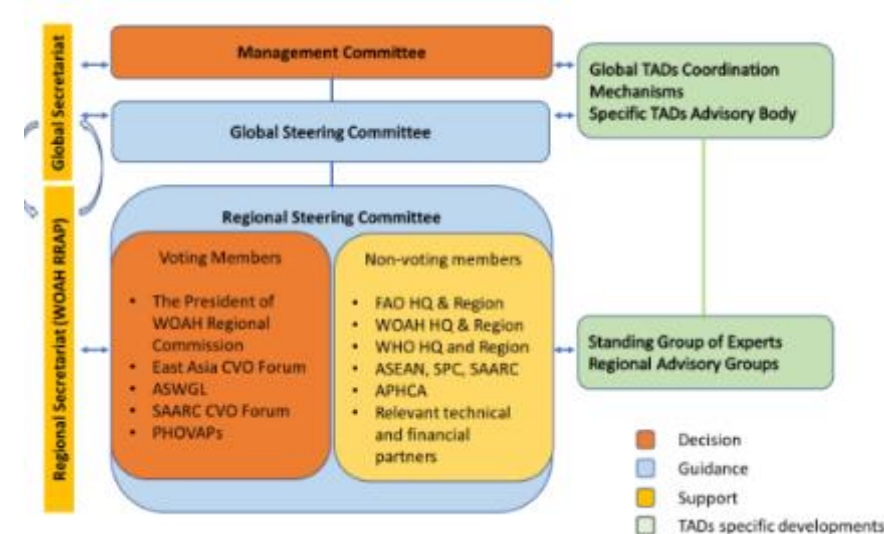 Global Secretariat
Management Committee
Global TADs Coordination
Mechanisms
Specific TADs Advisory Body
Global Steering Committee
Regional Secretariat (WOAH RRAP)
Regional Steering Committee
Voting Members
• The President of
WOAH Regional
Commission
• East Asia CVO Forum
• ASWGL
• SAARC CVO Forum
• PHOVAPs
Non-voting members
• FAO HQ & Region
• WOAH HQ & Region
• WHO HQ and Region
• ASEAN, SPC, SAARC
• APHCA
• Relevant technical
and financial
partners
Standing Group of Experts
Regional Advisory Groups
Decision
Guidance
Support
TADs specific developments